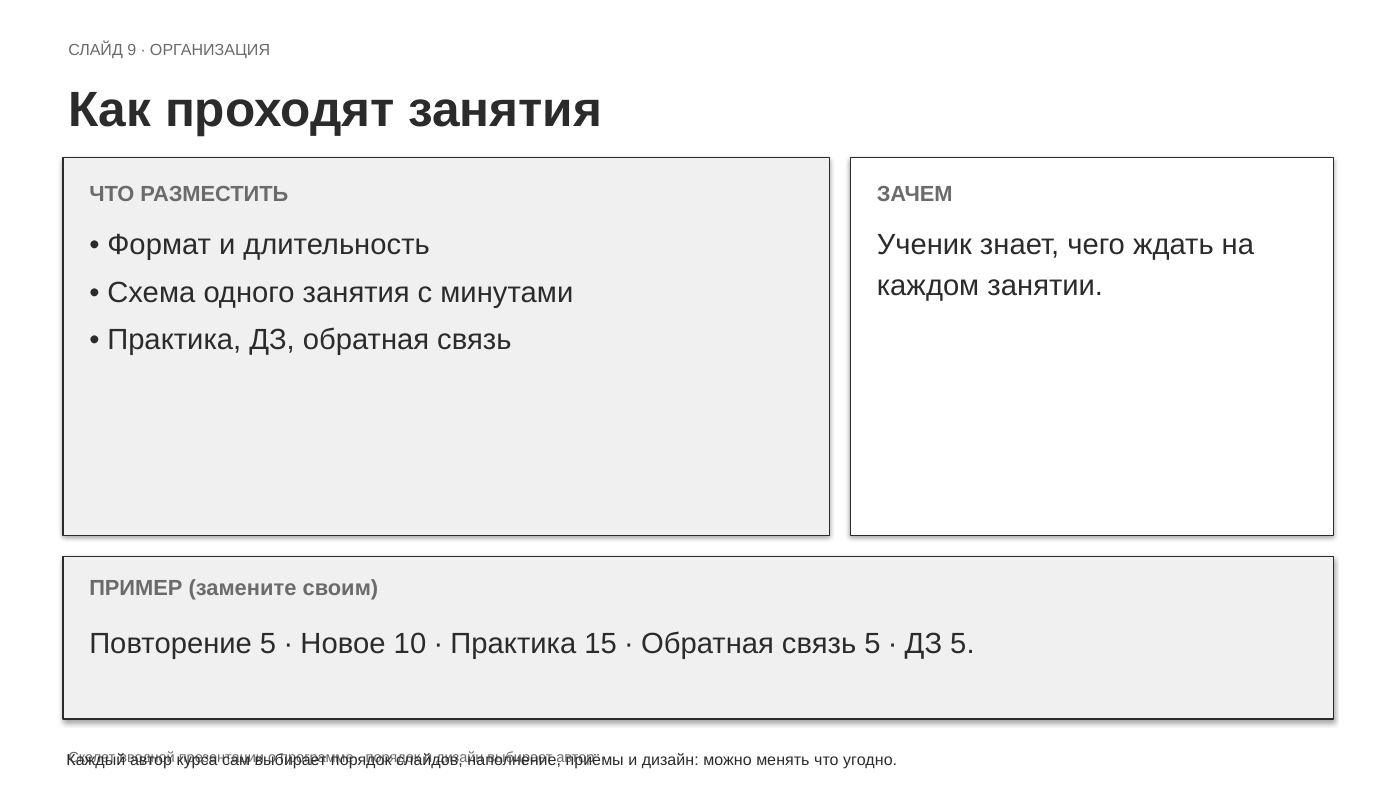 СЛАЙД 9 · ОРГАНИЗАЦИЯ
Как проходят занятия
ЧТО РАЗМЕСТИТЬ
• Формат и длительность
• Схема одного занятия с минутами
• Практика, ДЗ, обратная связь
ЗАЧЕМ
Ученик знает, чего ждать на
каждом занятии.
ПРИМЕР (замените своим)
Повторение 5 · Новое 10 · Практика 15 · Обратная связь 5 · ДЗ 5.
Каждый автор курса сам выбирает порядок слайдов, наполнение, приёмы и дизайн: можно менять что угодно.